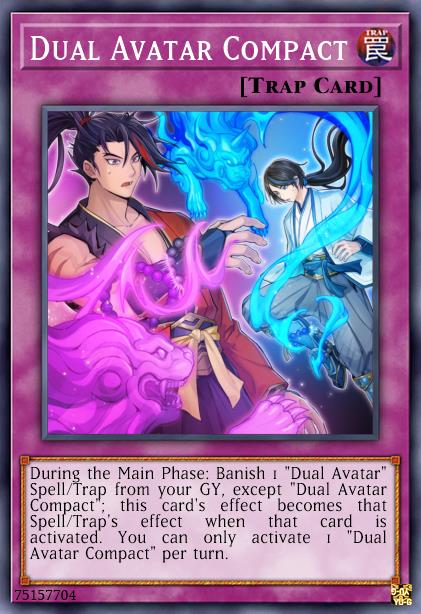 DUAL AVATAR COMPACT
TRAP
罠
[TRAP CARD]
During the Main Phase: Banish 1 "Dual Avatar"
Spell/Trap from your GY, except "Dual Avatar
Compact"; this card's effect becomes that
Spell/Trap's effect when that card is
activated. You can only activate 1 "Dual
Avatar Compact" per turn.
75157704